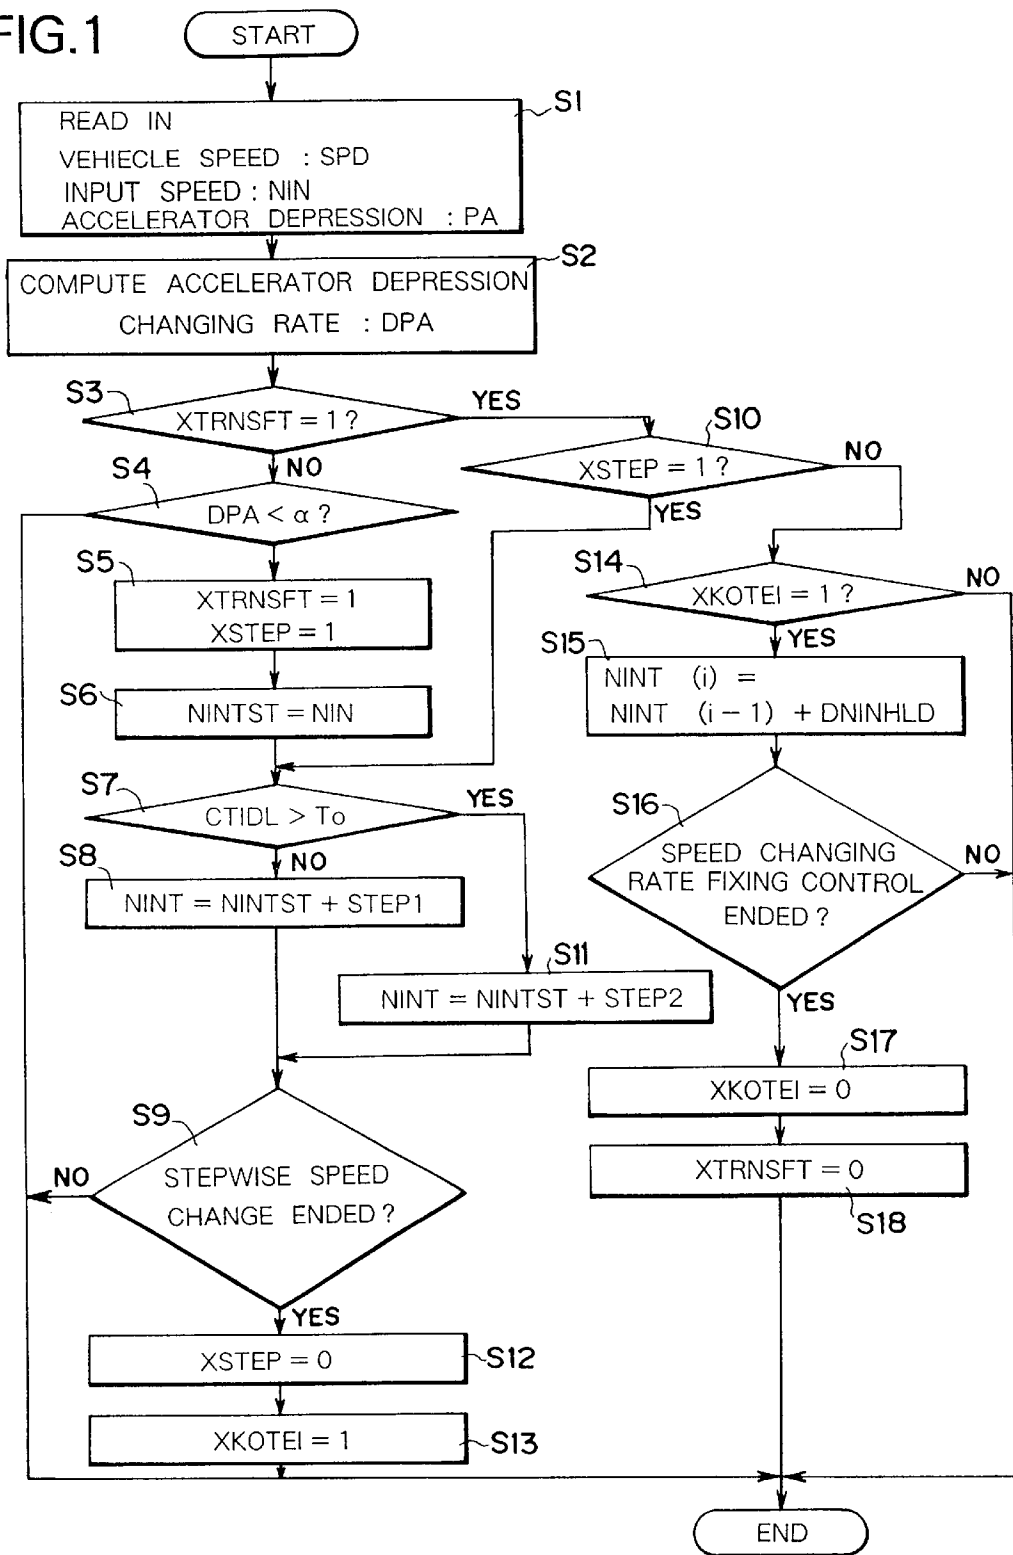 FIG.1
START
S1
READ IN
VEHIECLE SPEED : SPD
INPUT SPEED : NIN
ACCELERATOR DEPRESSION : PA
S2
COMPUTE ACCELERATOR DEPRESSION
CHANGING RATE : DPA
S3
XTRNSFT = 1 ?
YES
NO
S10
XSTEP = 1 ?
NO
YES
S4
DPA < α ?
S5
XTRNSFT = 1
XSTEP = 1
S14
XKOTEI = 1 ?
NO
YES
S6
NINTST = NIN
S15
NINT (i) =
NINT (i − 1) + DNINHLD
S7
CTIDL > To
YES
NO
S8
NINT = NINTST + STEP1
S16
SPEED CHANGING
RATE FIXING CONTROL
ENDED ?
NO
YES
S11
NINT = NINTST + STEP2
S9
STEPWISE SPEED
CHANGE ENDED ?
NO
YES
S17
XKOTEI = 0
XTRNSFT = 0
S18
XSTEP = 0
S12
XKOTEI = 1
S13
END